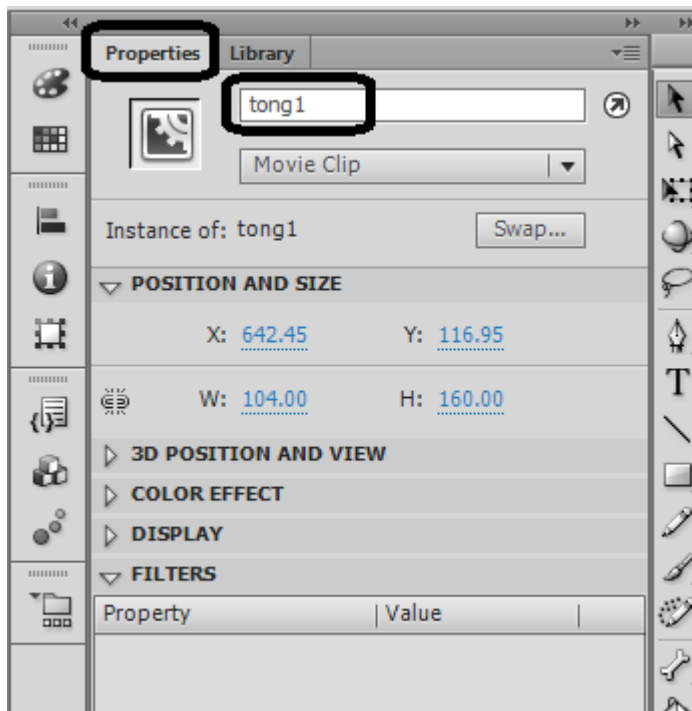 Properties Library
tong1
Movie Clip
Instance of: tong1 Swap...
POSITION AND SIZE
X: 642.45 Y: 116.95
W: 104.00 H: 160.00
3D POSITION AND VIEW
COLOR EFFECT
DISPLAY
FILTERS
Property Value